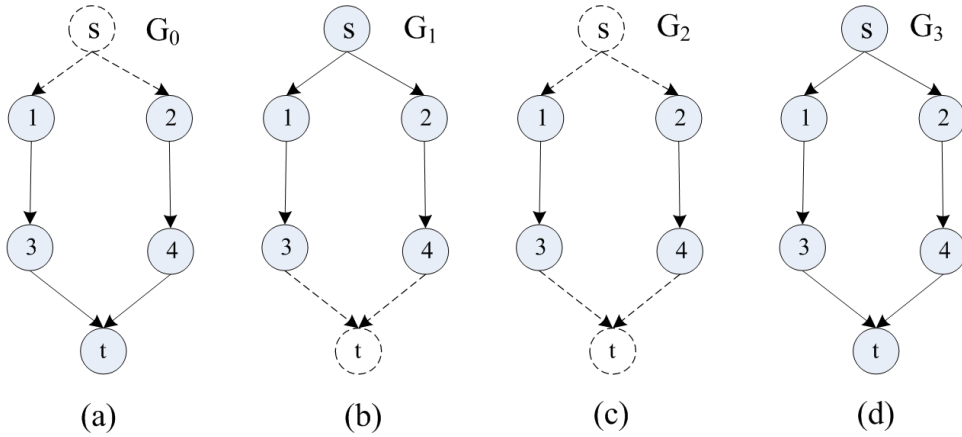 s G₀ s G₁ s G₂ s G₃
1 2 1 2 1 2 1 2
3 4 3 4 3 4 3 4
t t t t
(a) (b) (c) (d)